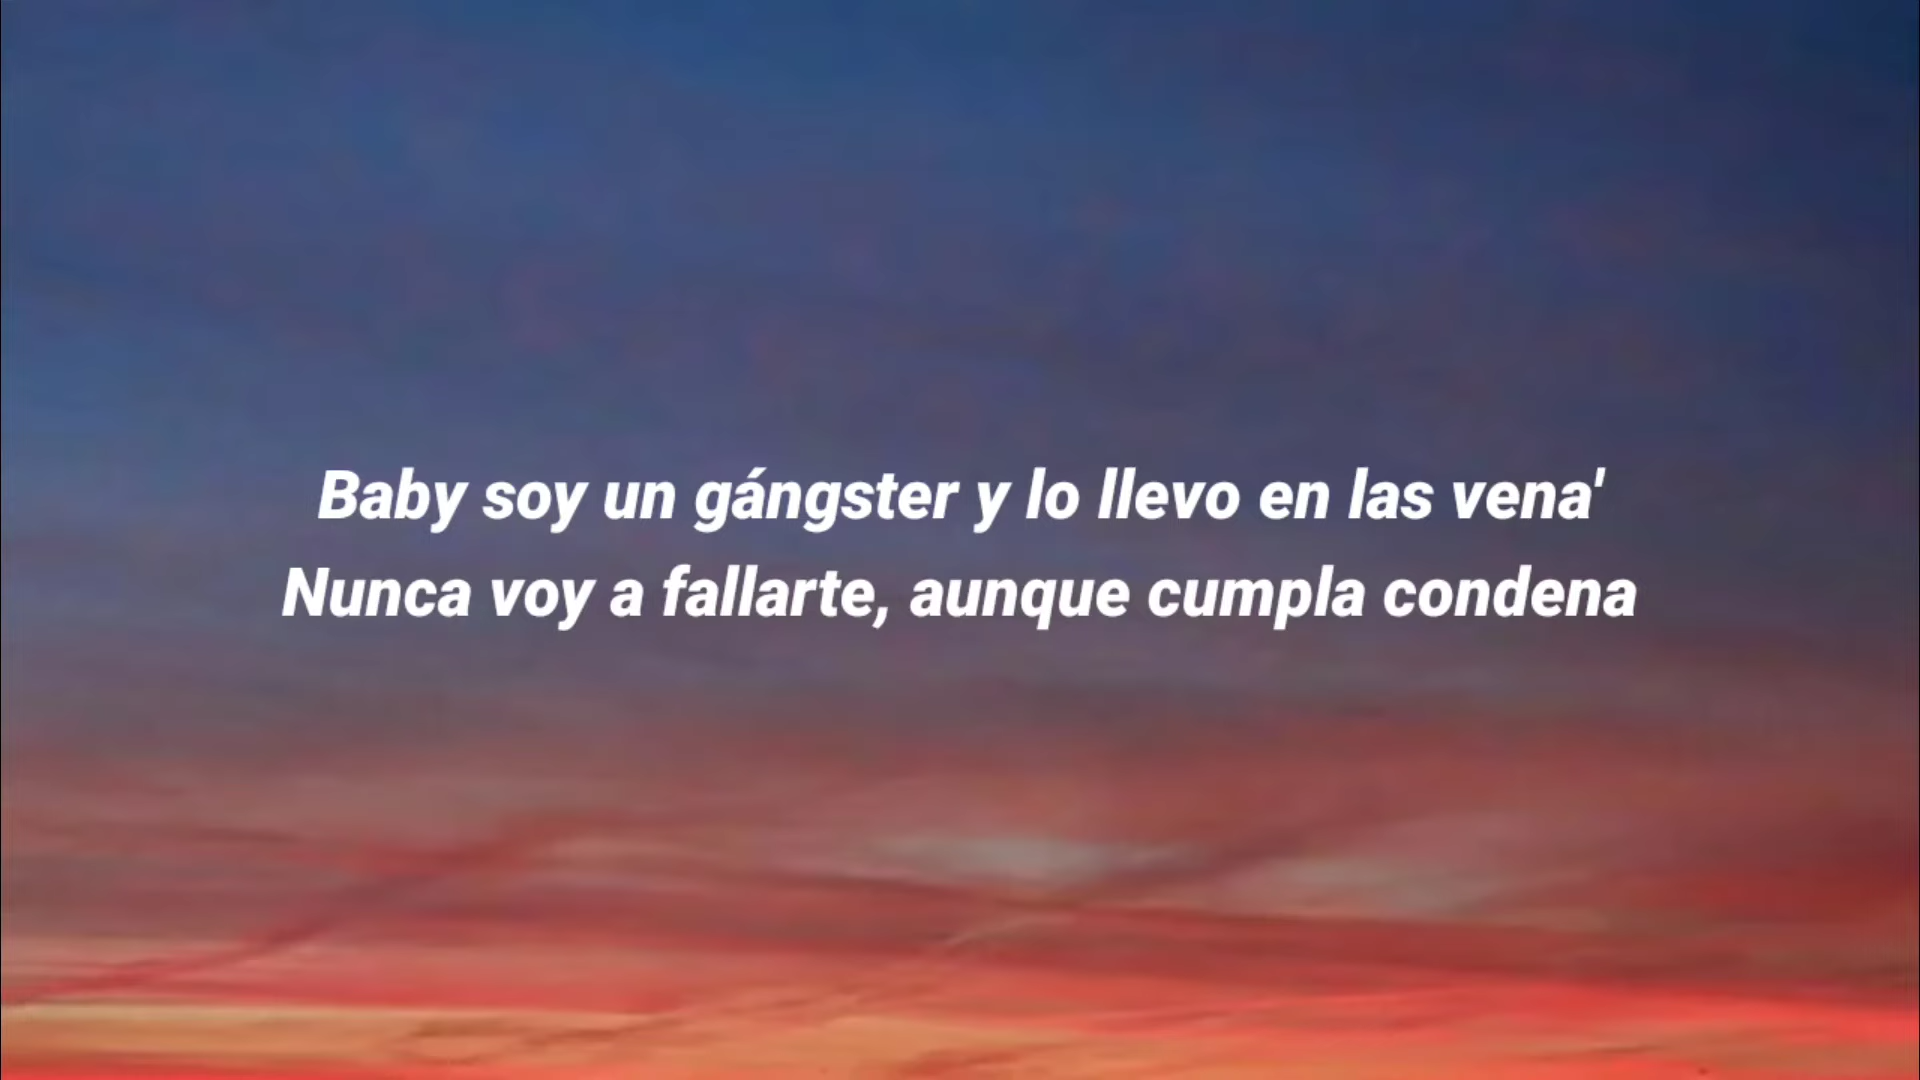 Baby soy un gángster y lo llevo en las vena'
Nunca voy a fallarte, aunque cumpla condena